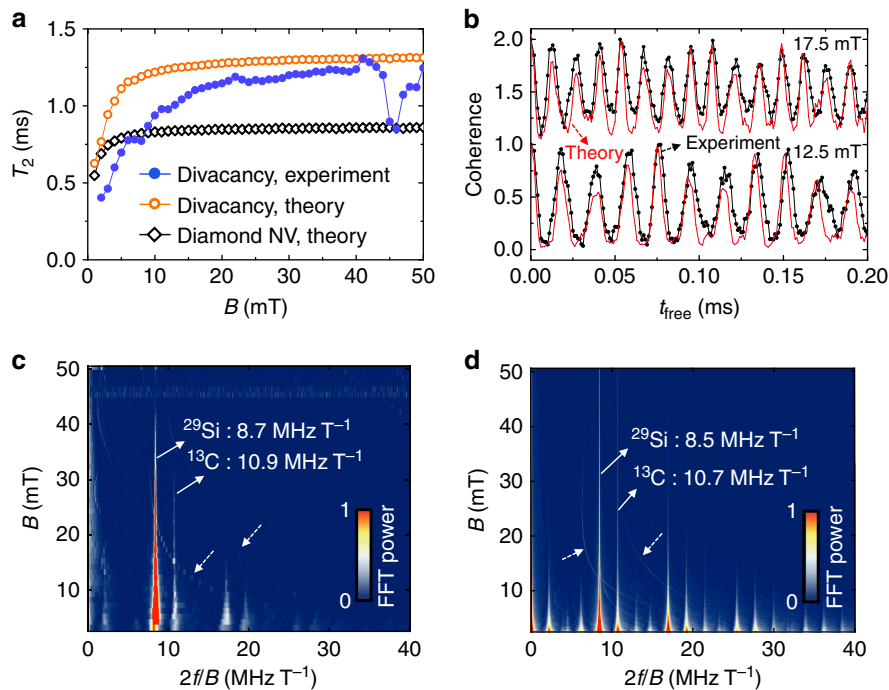 a
1.5
1.0
0.5
0.0
T₂ (ms)
Divacancy, experiment
Divacancy, theory
Diamond NV, theory
0 10 20 30 40 50
B (mT)
b
2.0
1.5
1.0
0.5
0.0
Coherence
17.5 mT
Theory
Experiment
12.5 mT
0.00 0.05 0.10 0.15 0.20
t_free (ms)
c
50
40
30
20
10
B (mT)
²⁹Si : 8.7 MHz T⁻¹
¹³C : 10.9 MHz T⁻¹
1
0
FFT power
0 10 20 30 40
2f/B (MHz T⁻¹)
d
50
40
30
20
10
B (mT)
²⁹Si : 8.5 MHz T⁻¹
¹³C : 10.7 MHz T⁻¹
1
0
FFT power
0 10 20 30 40
2f/B (MHz T⁻¹)